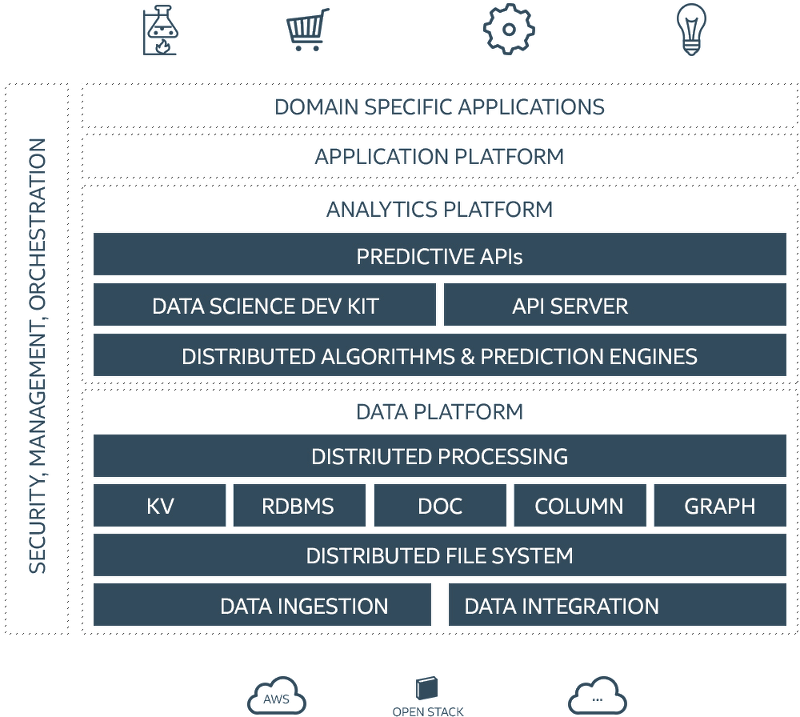 DOMAIN SPECIFIC APPLICATIONS
APPLICATION PLATFORM
ANALYTICS PLATFORM
PREDICTIVE APIs
DATA SCIENCE DEV KIT
API SERVER
DISTRIBUTED ALGORITHMS & PREDICTION ENGINES
DATA PLATFORM
DISTRIUTED PROCESSING
KV
RDBMS
DOC
COLUMN
GRAPH
DISTRIBUTED FILE SYSTEM
DATA INGESTION
DATA INTEGRATION
SECURITY, MANAGEMENT, ORCHESTRATION
AWS
OPEN STACK
...